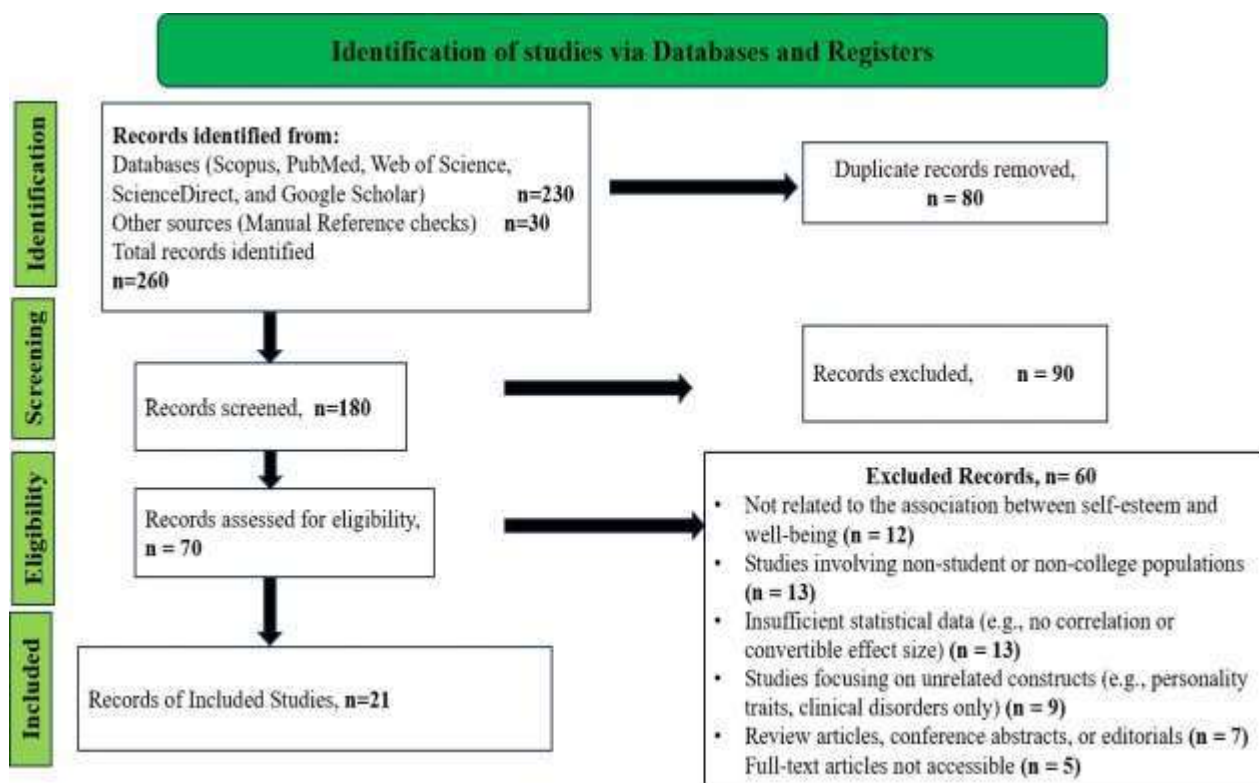 Identification of studies via Databases and Registers
Identification
Records identified from:
Databases (Scopus, PubMed, Web of Science,
ScienceDirect, and Google Scholar) n=230
Other sources (Manual Reference checks) n=30
Total records identified
n=260
Duplicate records removed,
n = 80
Screening
Records screened, n=180
Records excluded, n = 90
Eligibility
Records assessed for eligibility,
n = 70
Excluded Records, n= 60
• Not related to the association between self-esteem and
well-being (n = 12)
• Studies involving non-student or non-college populations
(n = 13)
• Insufficient statistical data (e.g., no correlation or
convertible effect size) (n = 13)
• Studies focusing on unrelated constructs (e.g., personality
traits, clinical disorders only) (n = 9)
• Review articles, conference abstracts, or editorials (n = 7)
Full-text articles not accessible (n = 5)
Included
Records of Included Studies, n=21